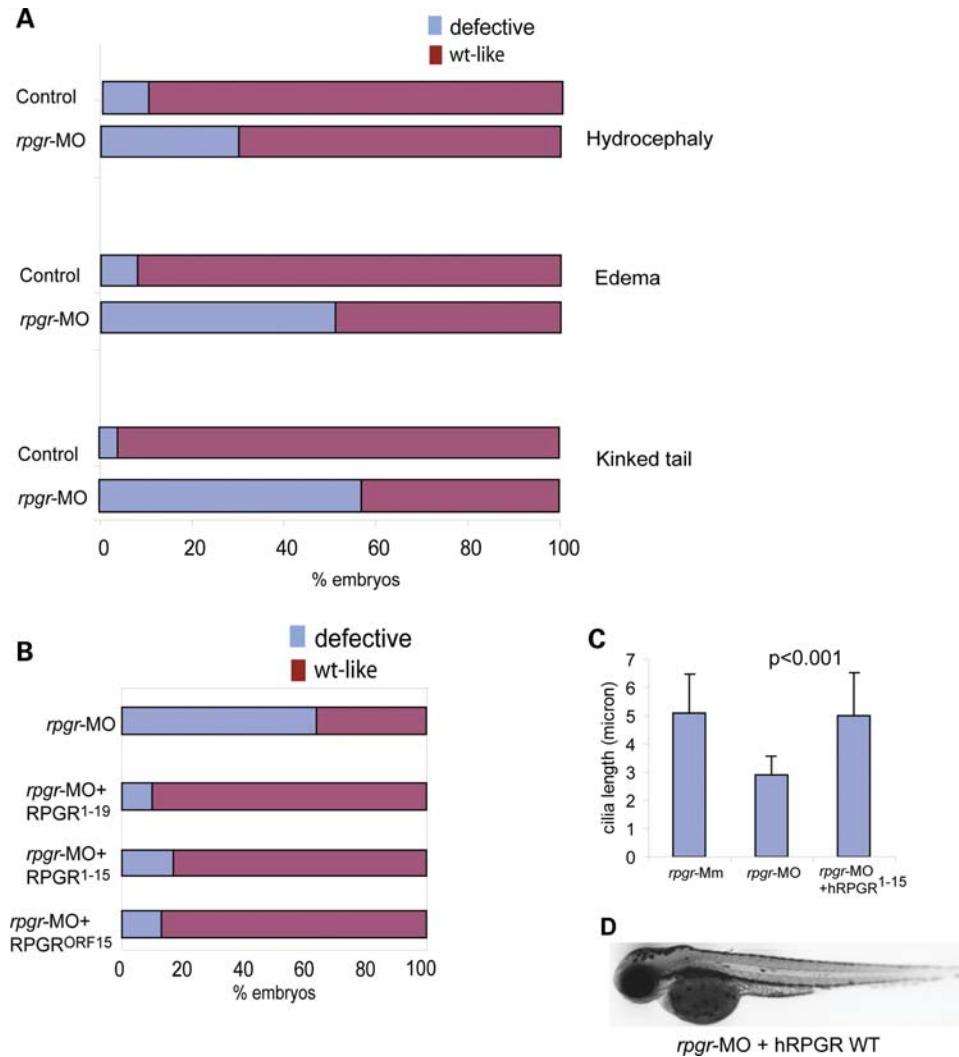 A
defective
wt-like
Control
rpgr-MO
Hydrocephaly
Control
rpgr-MO
Edema
Control
rpgr-MO
Kinked tail
0 20 40 60 80 100
% embryos
B
defective
wt-like
rpgr-MO
rpgr-MO+
RPGR1-19
rpgr-MO+
RPGR1-15
rpgr-MO+
RPGRORF15
0 20 40 60 80 100
% embryos
C
p<0.001
cilia length (micron)
7
6
5
4
3
2
1
0
rpgr-Mm
rpgr-MO
rpgr-MO
+hRPGR1-15
D
rpgr-MO + hRPGR WT